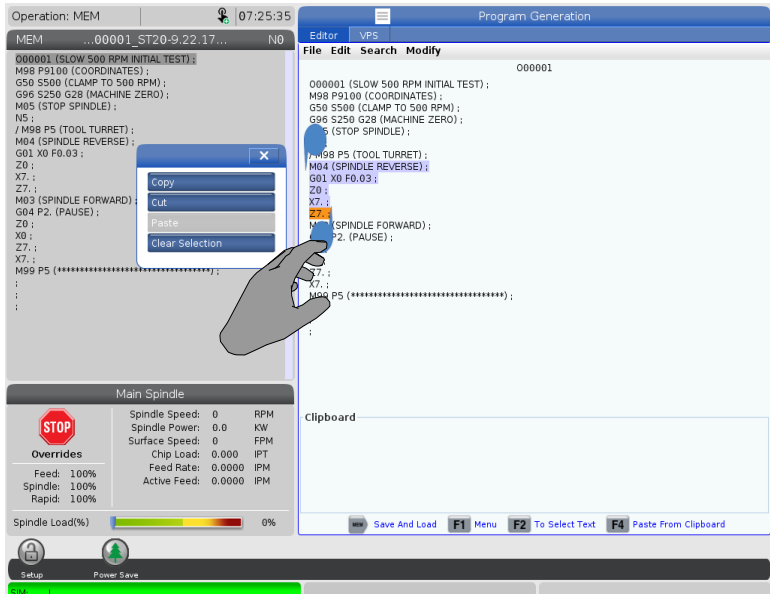 Operation: MEM
07:25:35
MEM ...00001_ST20-9.22.17... N0
O00001 (SLOW 500 RPM INITIAL TEST) ;
M98 P9100 (COORDINATES) ;
G50 S500 (CLAMP TO 500 RPM) ;
G96 S250 G28 (MACHINE ZERO) ;
M05 (STOP SPINDLE) ;
N5 ;
/ M98 P5 (TOOL TURRET) ;
M04 (SPINDLE REVERSE) ;
G01 X0 F0.03 ;
Z0 ;
X7. ;
Z7. ;
M03 (SPINDLE FORWARD)
G04 P2. (PAUSE) ;
Z0 ;
X0 ;
Z7. ;
X7. ;
M99 P5 (**********************************) ;
;
;
;
Copy
Cut
Paste
Clear Selection
Main Spindle
STOP
Overrides
Feed: 100%
Spindle: 100%
Rapid: 100%
Spindle Speed: 0 RPM
Spindle Power: 0.0 KW
Surface Speed: 0 FPM
Chip Load: 0.000 IPT
Feed Rate: 0.0000 IPM
Active Feed: 0.0000 IPM
Spindle Load(%) 0%
Setup
Power Save
SIM:
Program Generation
Editor VPS
File Edit Search Modify
O00001
O00001 (SLOW 500 RPM INITIAL TEST) ;
M98 P9100 (COORDINATES) ;
G50 S500 (CLAMP TO 500 RPM) ;
G96 S250 G28 (MACHINE ZERO) ;
(STOP SPINDLE) ;
M98 P5 (TOOL TURRET) ;
M04 (SPINDLE REVERSE) ;
G01 X0 F0.03 ;
Z0 ;
X7. ;
Z7. ;
(SPINDLE FORWARD) ;
P2. (PAUSE) ;
Z7. ;
X7. ;
M99 P5 (**********************************) ;
;
Clipboard
MEM Save And Load F1 Menu F2 To Select Text F4 Paste From Clipboard